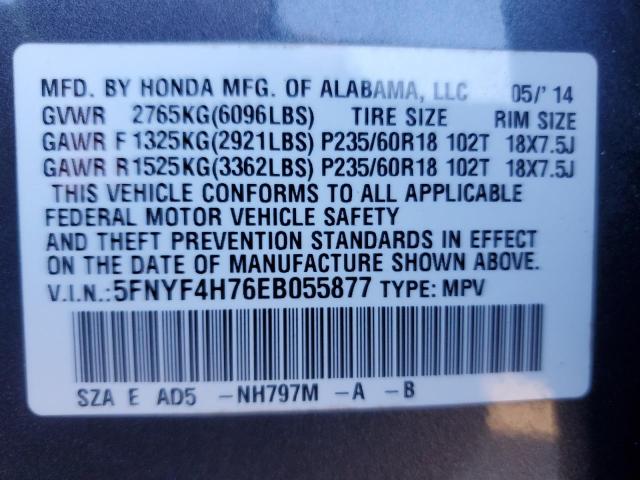 MFD. BY HONDA MFG. OF ALABAMA, LLC 05/'14
GVWR 2765KG(6096LBS) TIRE SIZE RIM SIZE
GAWR F 1325KG(2921LBS) P235/60R18 102T 18X7.5J
GAWR R 1525KG(3362LBS) P235/60R18 102T 18X7.5J
THIS VEHICLE CONFORMS TO ALL APPLICABLE
FEDERAL MOTOR VEHICLE SAFETY
AND THEFT PREVENTION STANDARDS IN EFFECT
ON THE DATE OF MANUFACTURE SHOWN ABOVE.
V.I.N.:5FNYF4H76EB055877 TYPE: MPV
SZA E AD5 -NH797M -A -B